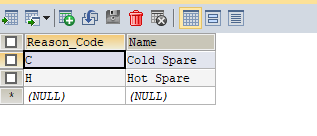 Reason_Code Name
C Cold Spare
H Hot Spare
* (NULL) (NULL)